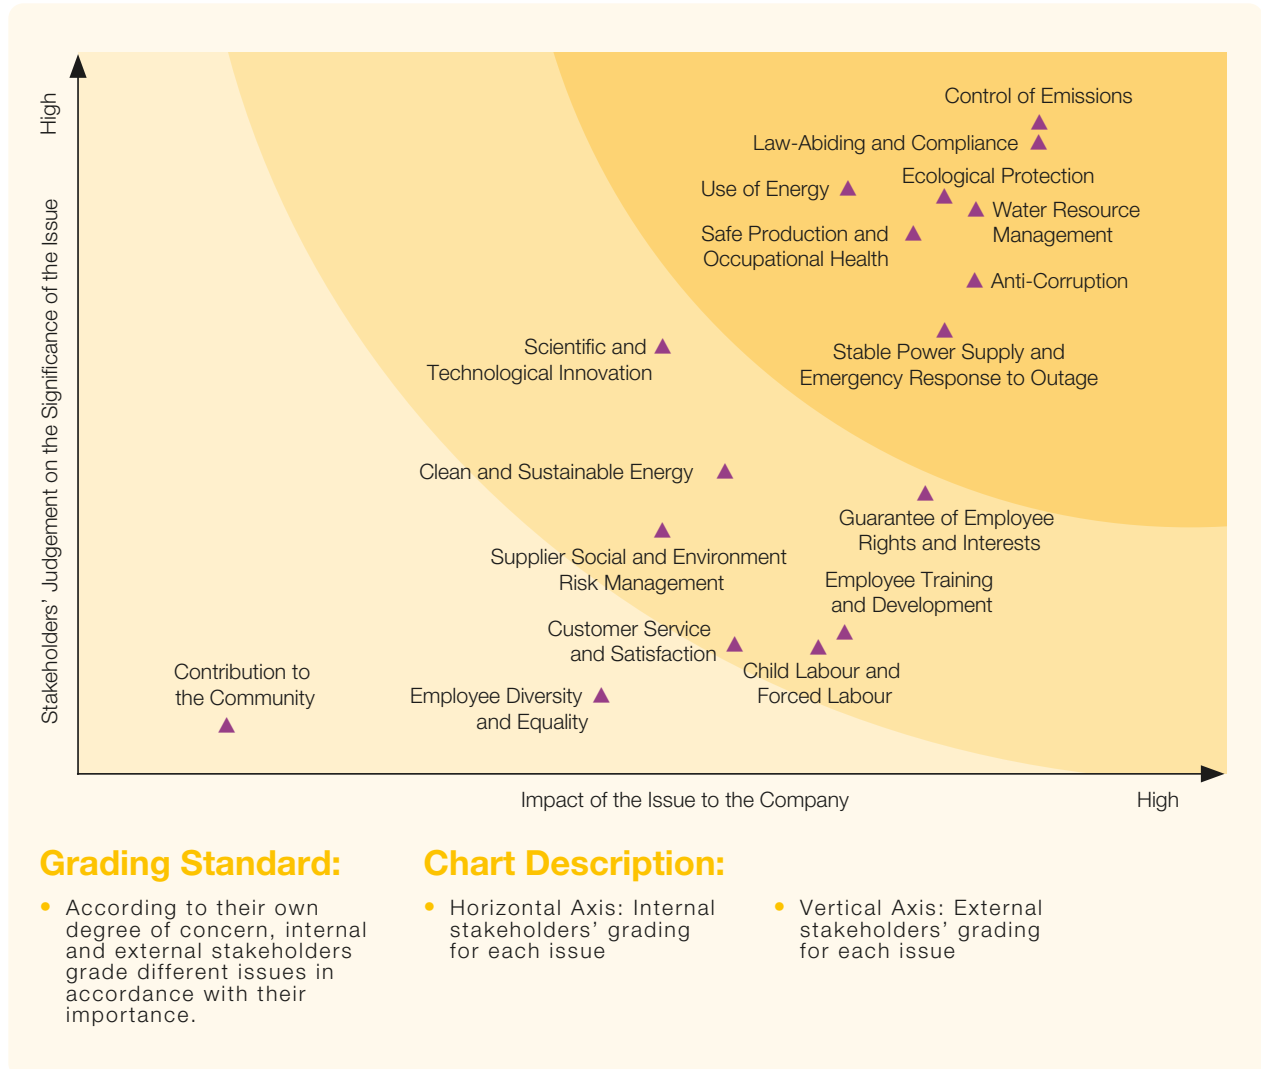 High
Stakeholders' Judgement on the Significance of the Issue
Control of Emissions
Law-Abiding and Compliance
Ecological Protection
Use of Energy
Water Resource
Management
Safe Production and
Occupational Health
Anti-Corruption
Stable Power Supply and
Emergency Response to Outage
Scientific and
Technological Innovation
Clean and Sustainable Energy
Guarantee of Employee
Rights and Interests
Supplier Social and Environment
Risk Management
Employee Training
and Development
Customer Service
and Satisfaction
Child Labour and
Forced Labour
Contribution to
the Community
Employee Diversity
and Equality
Impact of the Issue to the Company
High
Grading Standard:
• According to their own
degree of concern, internal
and external stakeholders
grade different issues in
accordance with their
importance.
Chart Description:
• Horizontal Axis: Internal
stakeholders' grading
for each issue
• Vertical Axis: External
stakeholders' grading
for each issue